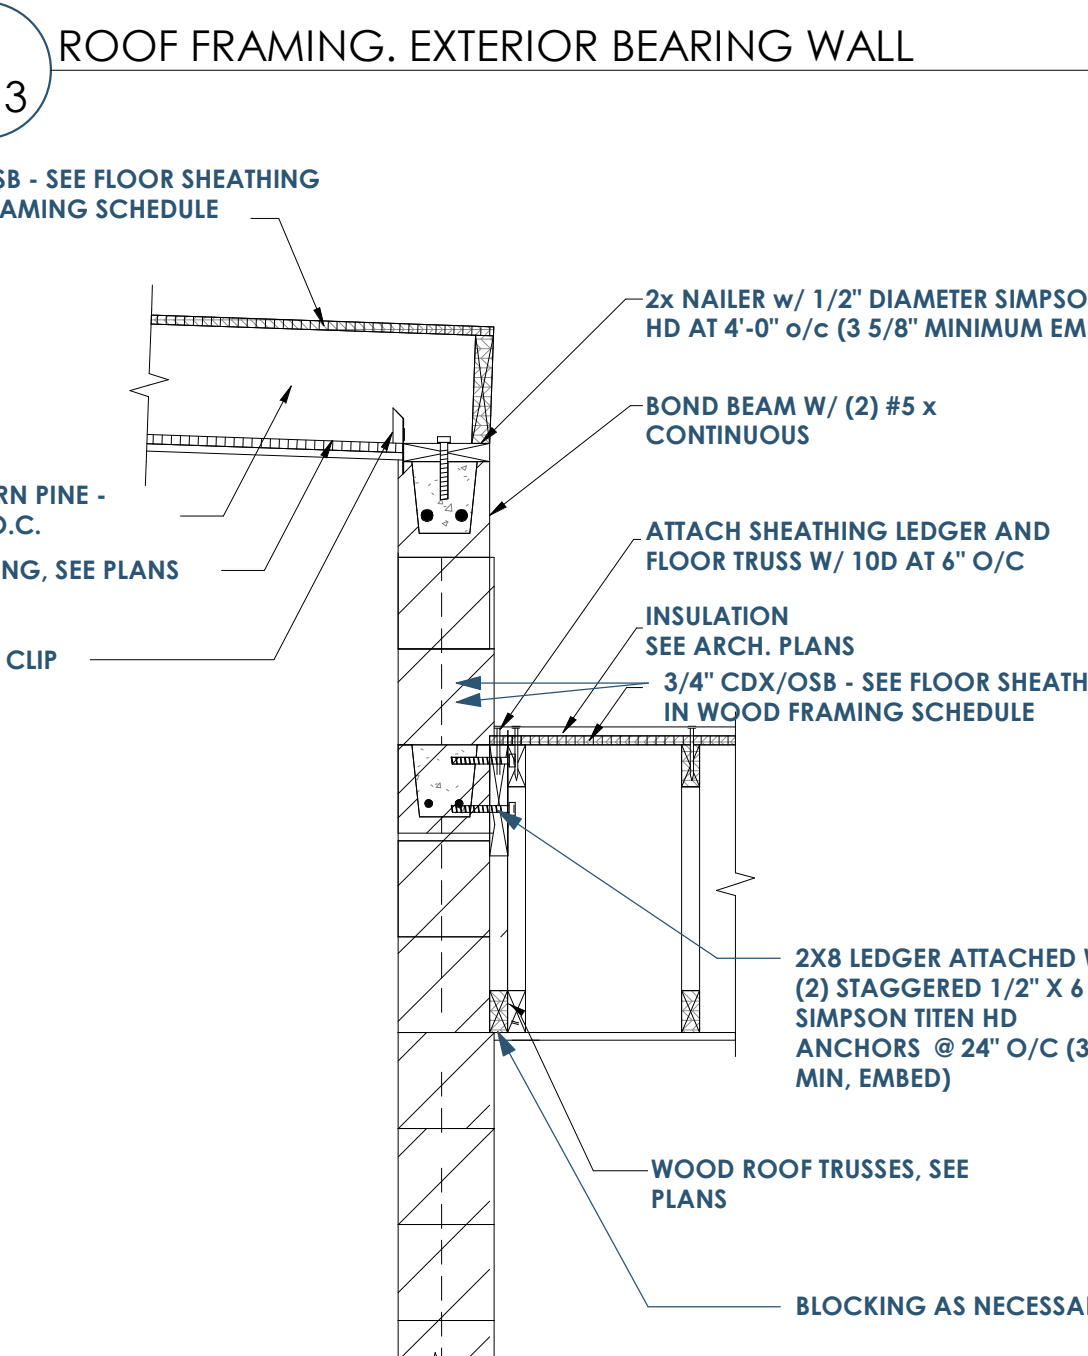 ROOF FRAMING. EXTERIOR BEARING WALL
3
SB - SEE FLOOR SHEATHING
AMING SCHEDULE
2x NAILER w/ 1/2" DIAMETER SIMPSO
HD AT 4'-0" o/c (3 5/8" MINIMUM EM
BOND BEAM W/ (2) #5 x
CONTINUOUS
RN PINE -
O.C.
NG, SEE PLANS
CLIP
ATTACH SHEATHING LEDGER AND
FLOOR TRUSS W/ 10D AT 6" O/C
INSULATION
SEE ARCH. PLANS
3/4" CDX/OSB - SEE FLOOR SHEATH
IN WOOD FRAMING SCHEDULE
2X8 LEDGER ATTACHED W
(2) STAGGERED 1/2" X 6
SIMPSON TITEN HD
ANCHORS @ 24" O/C (3
MIN, EMBED)
WOOD ROOF TRUSSES, SEE
PLANS
BLOCKING AS NECESSA